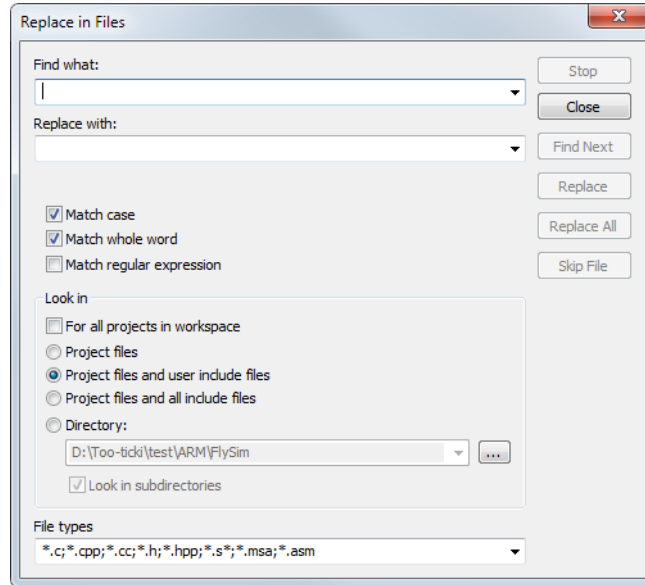 Replace in Files
Find what:
Stop
Close
Replace with:
Find Next
Replace
Match case
Replace All
Match whole word
Match regular expression
Skip File
Look in
For all projects in workspace
Project files
Project files and user include files
Project files and all include files
Directory:
D:\Too-ticki\test\ARM\FlySim
...
Look in subdirectories
File types
*.c;*.cpp;*.cc;*.h;*.hpp;*.s*;*.msa;*.asm